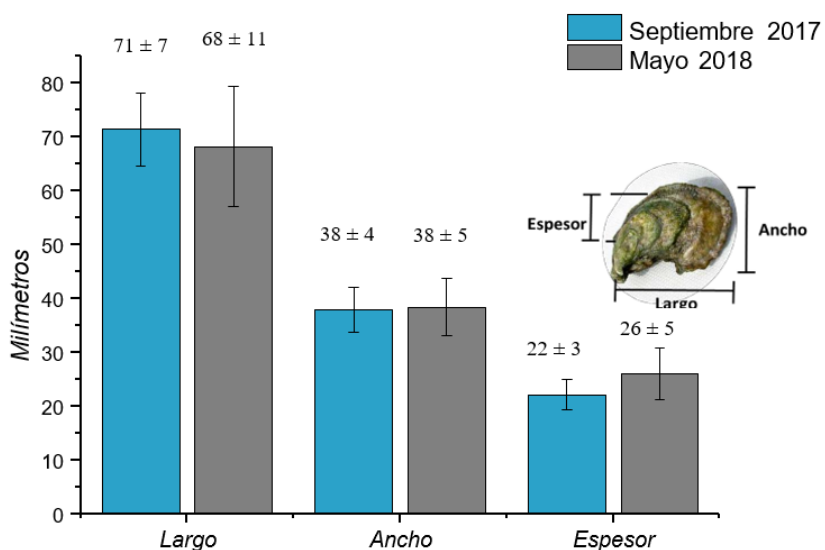 Septiembre 2017
Mayo 2018
71 ± 7
68 ± 11
38 ± 4
38 ± 5
22 ± 3
26 ± 5
Milímetros
80
70
60
50
40
30
20
10
0
Largo
Ancho
Espesor
Espesor
Ancho
Largo